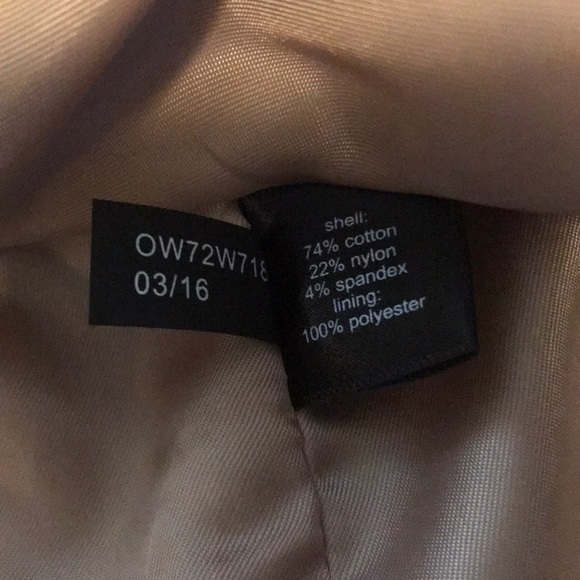 OW72W718
03/16
shell:
74% cotton
22% nylon
4% spandex
lining:
100% polyester